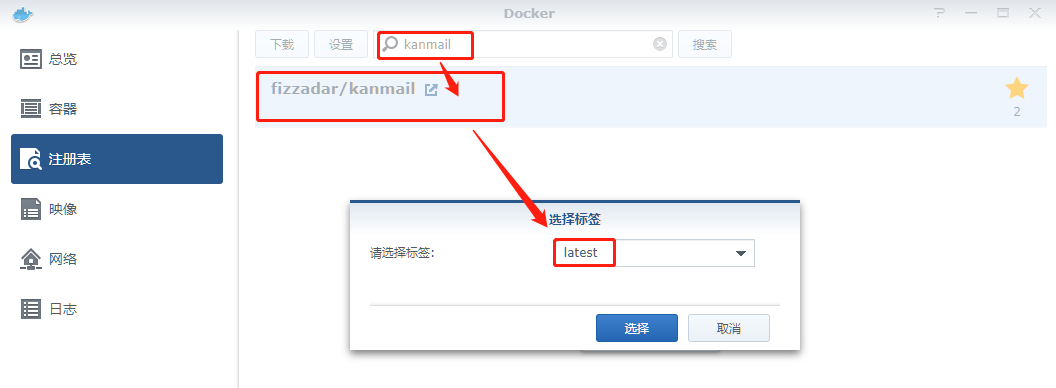 Docker
总览
容器
注册表
映像
网络
日志
下载 设置 kanmail 搜索
fizzadar/kanmail
2
选择标签
请选择标签: latest
选择 取消